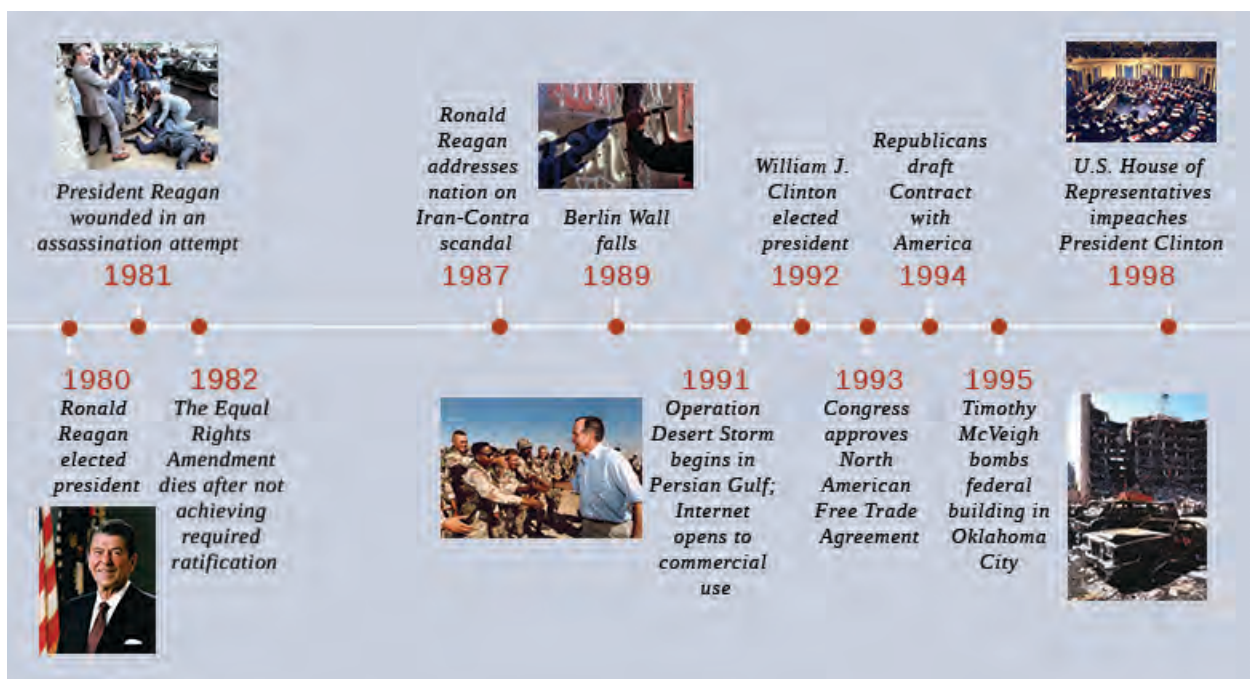 President Reagan
wounded in an
assassination attempt
1981
Ronald
Reagan
addresses
nation on
Iran-Contra
scandal
1987
Berlin Wall
falls
1989
William J.
Clinton
elected
president
1992
Republicans
draft
Contract
with
America
1994
U.S. House of
Representatives
impeaches
President Clinton
1998
1980
Ronald
Reagan
elected
president
1982
The Equal
Rights
Amendment
dies after not
achieving
required
ratification
1991
Operation
Desert Storm
begins in
Persian Gulf;
Internet
opens to
commercial
use
1993
Congress
approves
North
American
Free Trade
Agreement
1995
Timothy
McVeigh
bombs
federal
building in
Oklahoma
City